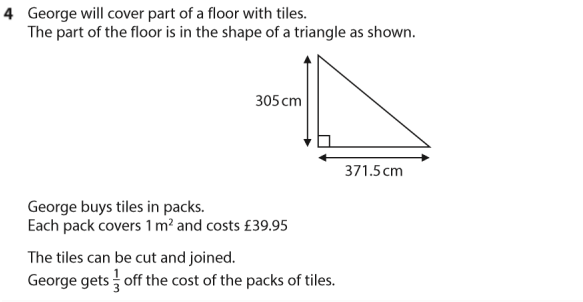 4 George will cover part of a floor with tiles.
The part of the floor is in the shape of a triangle as shown.
305 cm
371.5 cm
George buys tiles in packs.
Each pack covers 1 m² and costs £39.95
The tiles can be cut and joined.
George gets 1/3 off the cost of the packs of tiles.